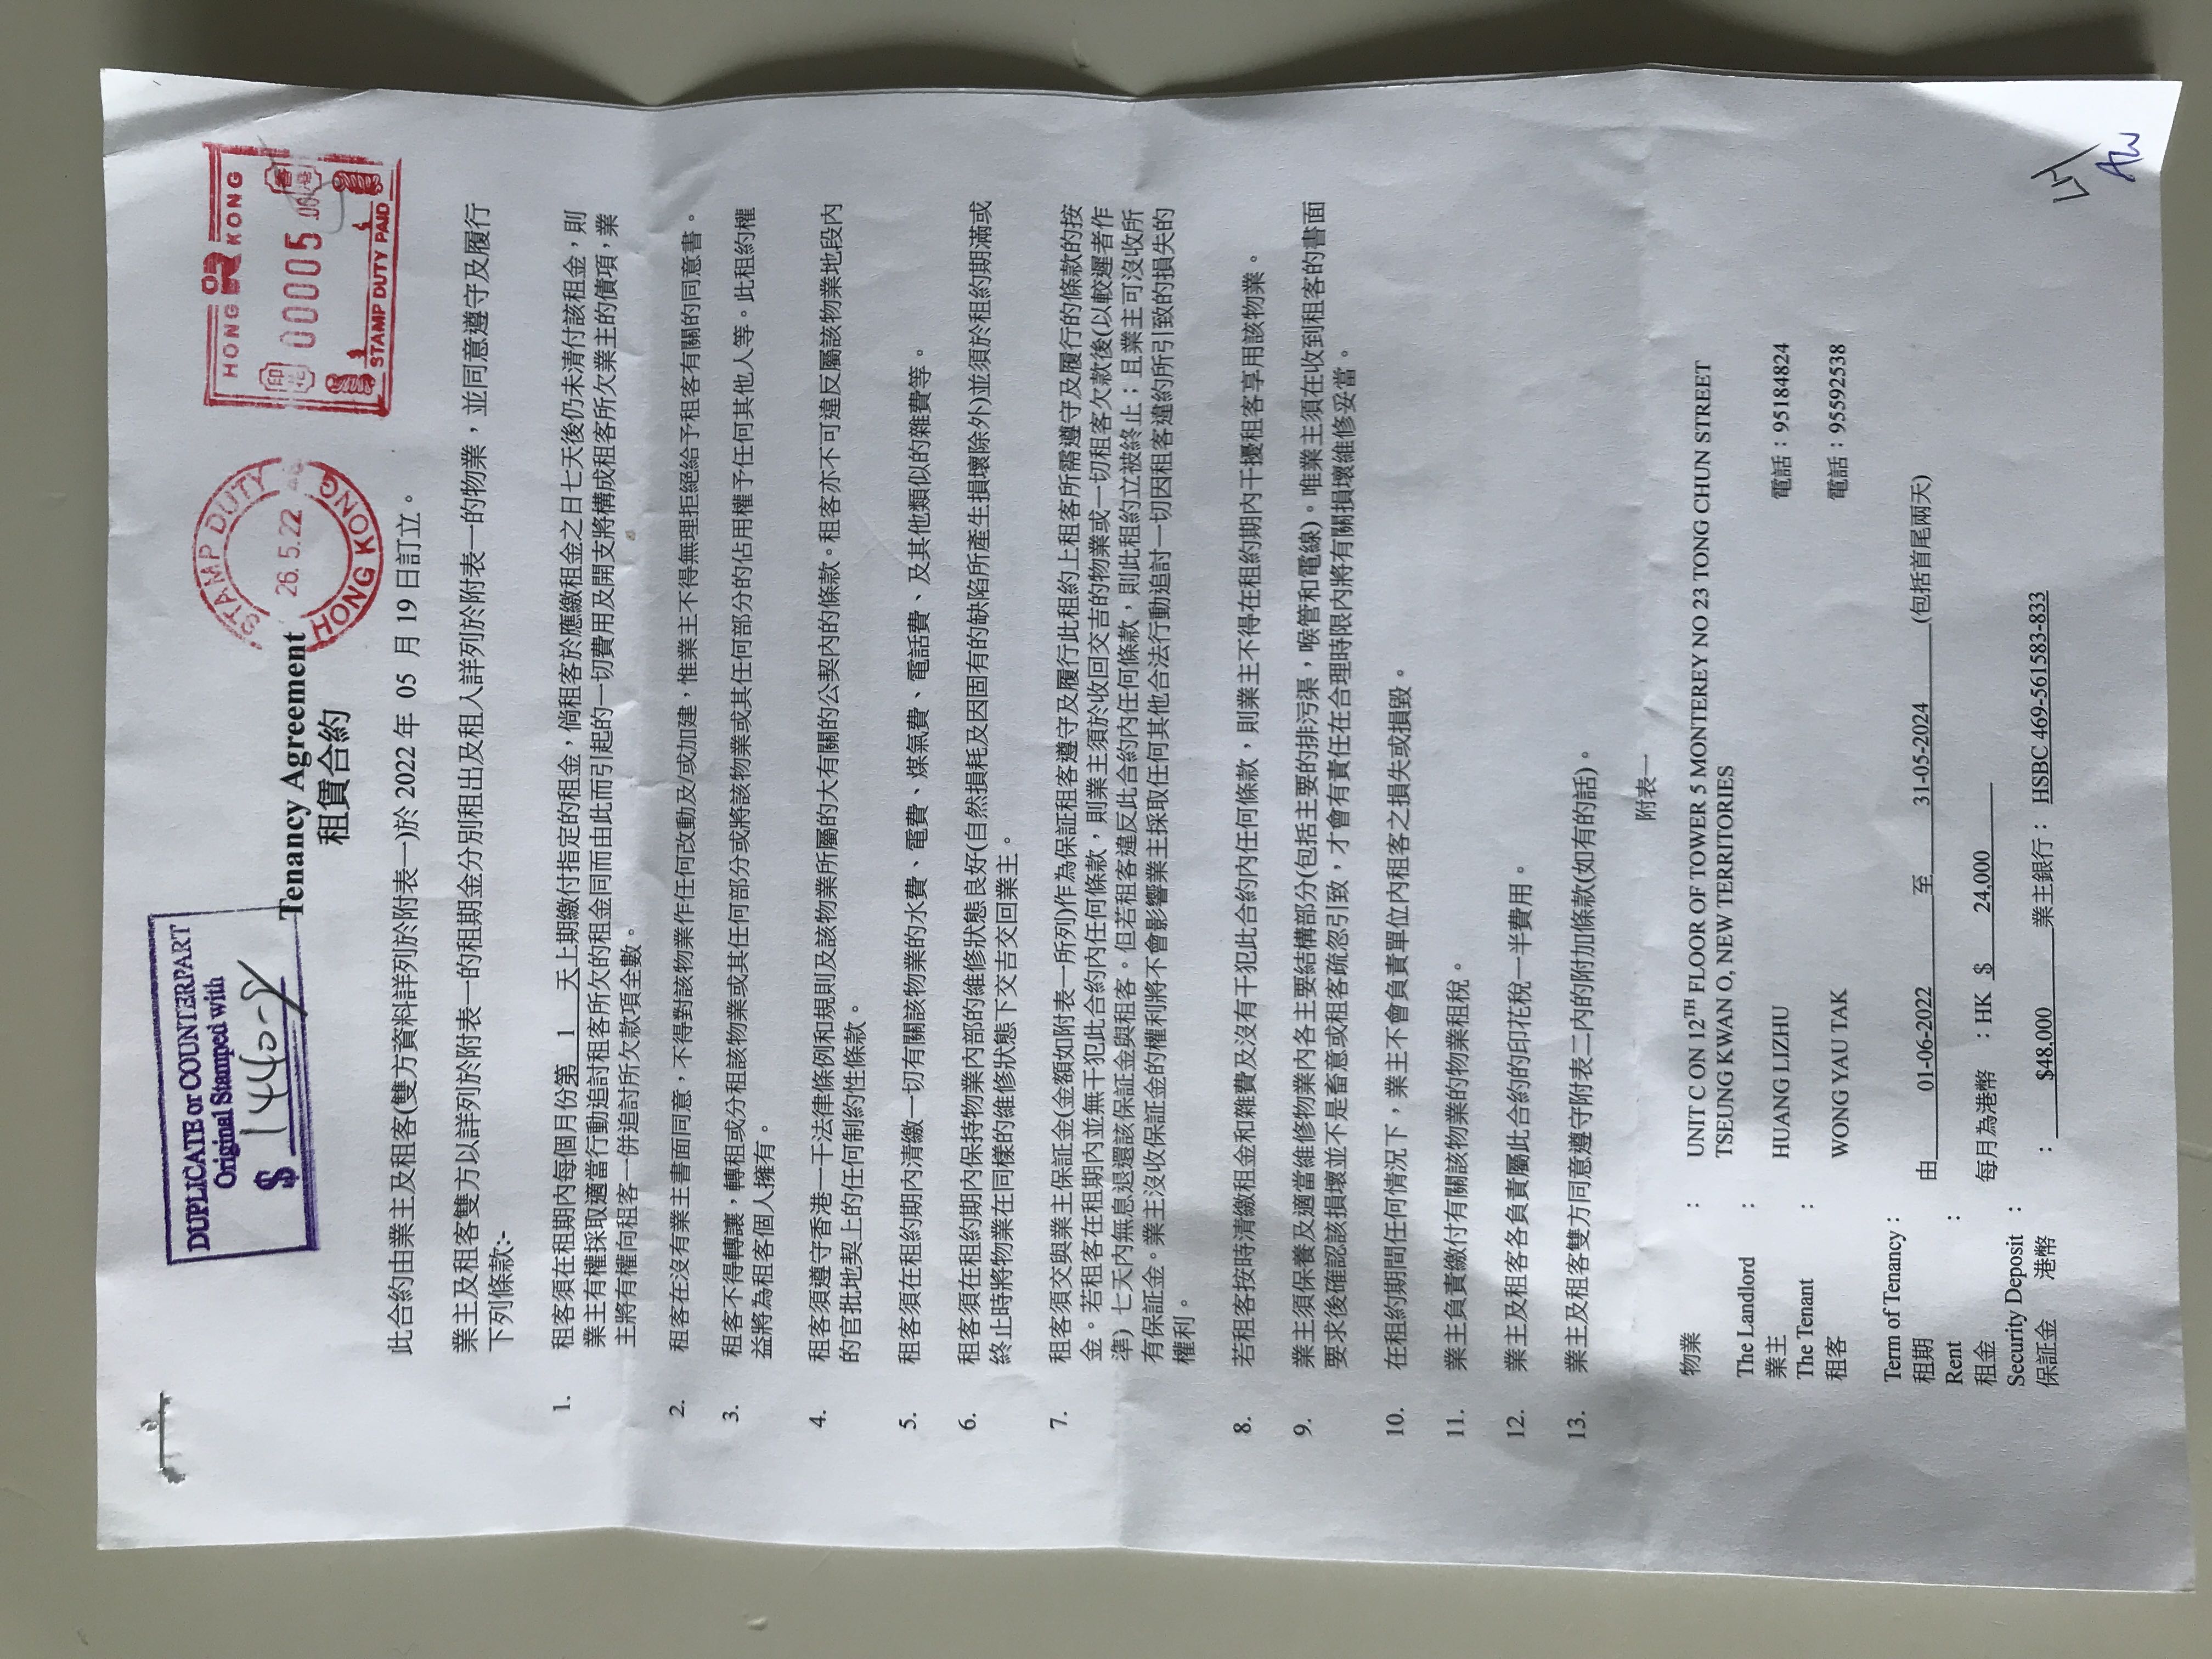 DUPLICATE or COUNTERPART
Original Stamped with
$ 1440-
STAMP DUTY
26.5.22
HONG KONG
HONG KONG
000005
STAMP DUTY PAID
Tenancy Agreement
租賃合約
此合約由業主及租客(雙方資料詳列於附表一)於 2022 年 05 月 19 日訂立。
業主及租客雙方以詳列於附表一的租期金分別租出及租入詳列於附表一的物業，並同意遵守及履行
下列條款:-
1. 租客須在租期內每個月份第 1 天上期繳付指定的租金，倘租客於應繳租金之日七天後仍未清付該租金，則
業主有權採取適當行動追討租客所欠的租金同而由此而引起的一切費用及開支將構成租客所欠業主的債項，業
主將有權向租客一併追討所欠款項全數。
2. 租客在沒有業主書面同意，不得對該物業作任何改動及/或加建，惟業主不得無理拒絕給予租客有關的同意書。
3. 租客不得轉讓，轉租或分租該物業或其任何部分或將該物業或其任何部分的佔用權予任何其他人等。此租約權
益將為租客個人擁有。
4. 租客須遵守香港一干法律條例和規則及該物業所屬的大有關的公契內的條款。租客亦不可違反屬該物業地段內
的官批地契上的任何制約性條款。
5. 租客須在租約期內清繳一切有關該物業的水費、電費、煤氣費、電話費、及其他類似的雜費等。
6. 租客須在租約期內保持物業內部的維修狀態良好(自然損耗及因固有的缺陷所產生損壞除外)並須於租約期滿或
終止時將物業在同樣的維修狀態下交吉交回業主。
7. 租客須交與業主保証金(金額如附表一所列)作為保証租客遵守及履行此租約上租客所需遵守及履行的條款的按
金。若租客在租期內並無干犯此合約內任何條款，則業主須於收回交吉的物業或一切租客欠款後(以較遲者作
準) 七天內無息退還該保証金與租客。但若租客違反此合約內任何條款，則此租約立被終止；且業主可沒收所
有保証金。業主沒收保証金的權利將不會影響業主採取任何其他合法行動追討一切因租客違約所引致的損失的
權利。
8. 若租客按時清繳租金和雜費及沒有干犯此合約內任何條款，則業主不得在租約期內干擾租客享用該物業。
9. 業主須保養及適當維修物業內各主要結構部分(包括主要的排污渠，喉管和電線)。唯業主須在收到租客的書面
要求後確認該損壞並不是畜意或租客疏忽引致，才會有責任在合理時限內將有關損壞維修妥當。
10. 在租約期間任何情況下，業主不會負責單位內租客之損失或損毀。
11. 業主負責繳付有關該物業的物業租稅。
12. 業主及租客各負責屬此合約的印花稅一半費用。
13. 業主及租客雙方同意遵守附表二內的附加條款(如有的話)。
附表一
物業 : UNIT C ON 12TH FLOOR OF TOWER 5 MONTEREY NO 23 TONG CHUN STREET
TSEUNG KWAN O, NEW TERRITORIES
The Landlord :
業主 HUANG LIZHU 電話：95184824
The Tenant :
租客 WONG YAU TAK 電話：95592538
Term of Tenancy :
租期 由 01-06-2022 至 31-05-2024 (包括首尾兩天)
Rent :
租金 每月為港幣 : HK $ 24,000
Security Deposit :
保証金 港幣 : $48,000 業主銀行： HSBC 469-561583-833
AW